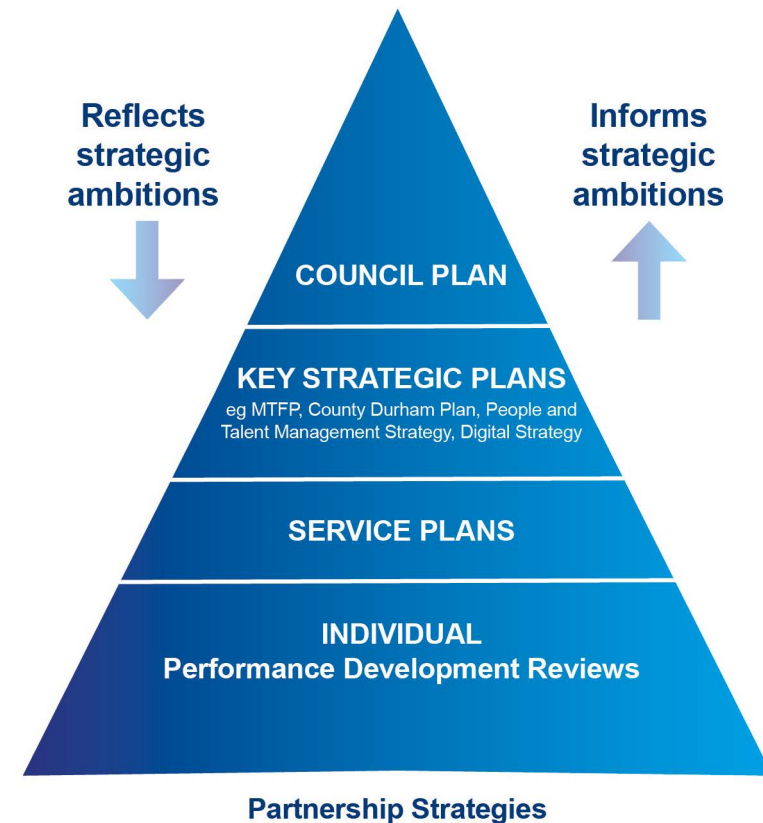 Reflects
strategic
ambitions
Informs
strategic
ambitions
COUNCIL PLAN
KEY STRATEGIC PLANS
eg MTFP, County Durham Plan, People and
Talent Management Strategy, Digital Strategy
SERVICE PLANS
INDIVIDUAL
Performance Development Reviews
Partnership Strategies